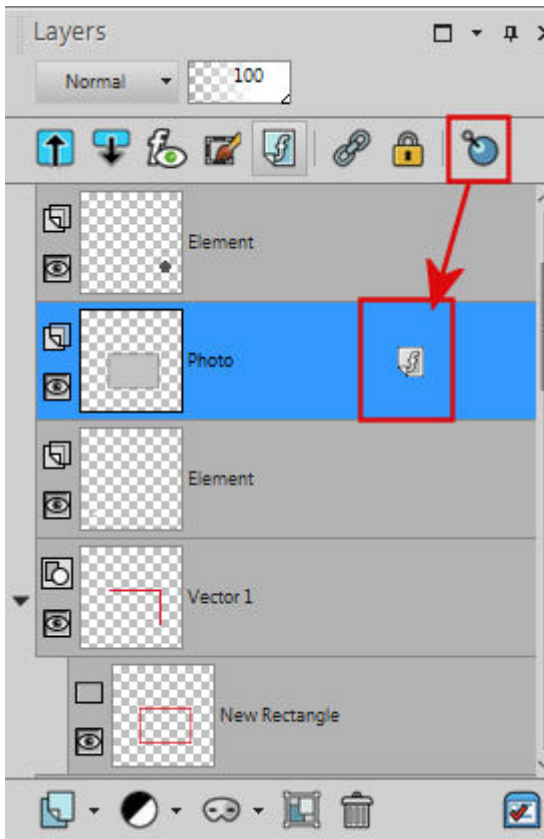 Layers
Normal
100
Element
Photo
Element
Vector 1
New Rectangle